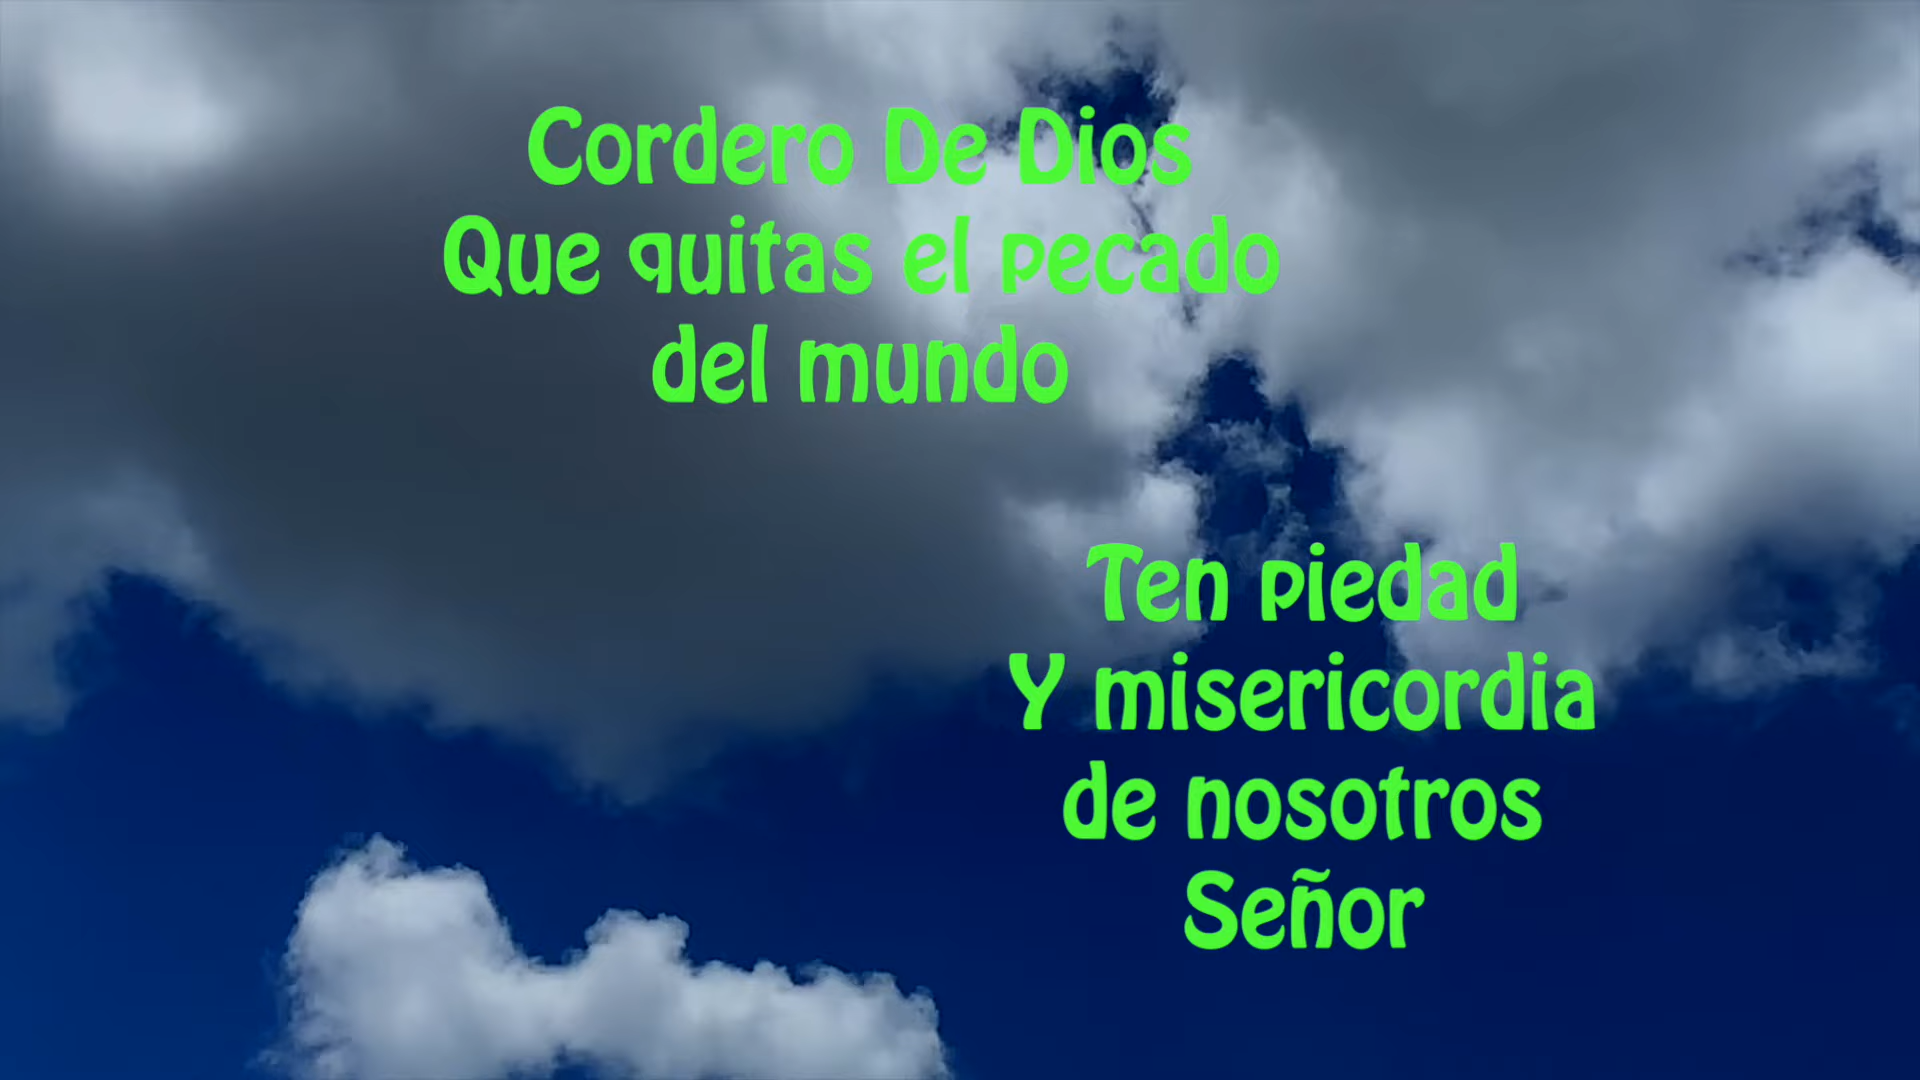 Cordero De Dios
Que quitas el pecado
del mundo
Ten piedad
Y misericordia
de nosotros
Señor